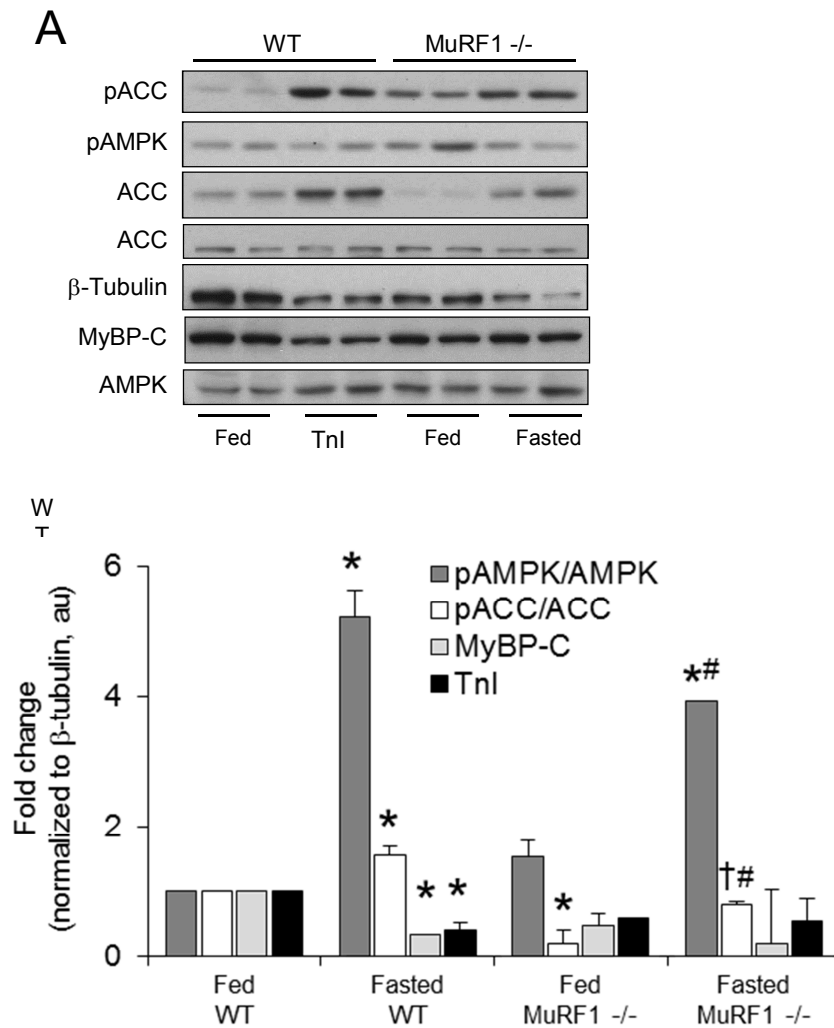 A
WT MuRF1 -/-
pACC
pAMPK
ACC
ACC
β-Tubulin
MyBP-C
AMPK
Fed TnI Fed Fasted
W
T
6
4
2
0
Fold change
(normalized to β-tubulin, au)
pAMPK/AMPK
pACC/ACC
MyBP-C
TnI
*
*
* *
*
*#
†#
Fed Fasted Fed Fasted
WT WT MuRF1 -/- MuRF1 -/-